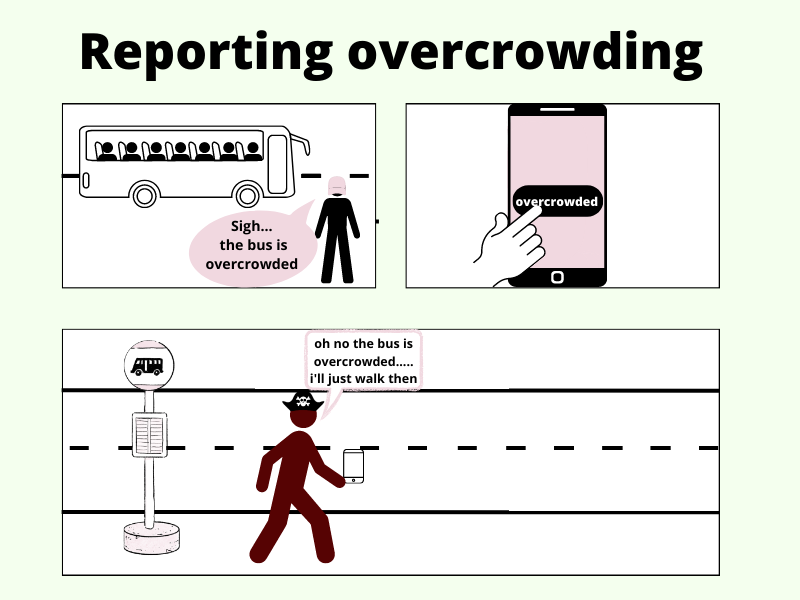 Reporting overcrowding
Sigh...
the bus is
overcrowded
overcrowded
oh no the bus is
overcrowded.....
i'll just walk then